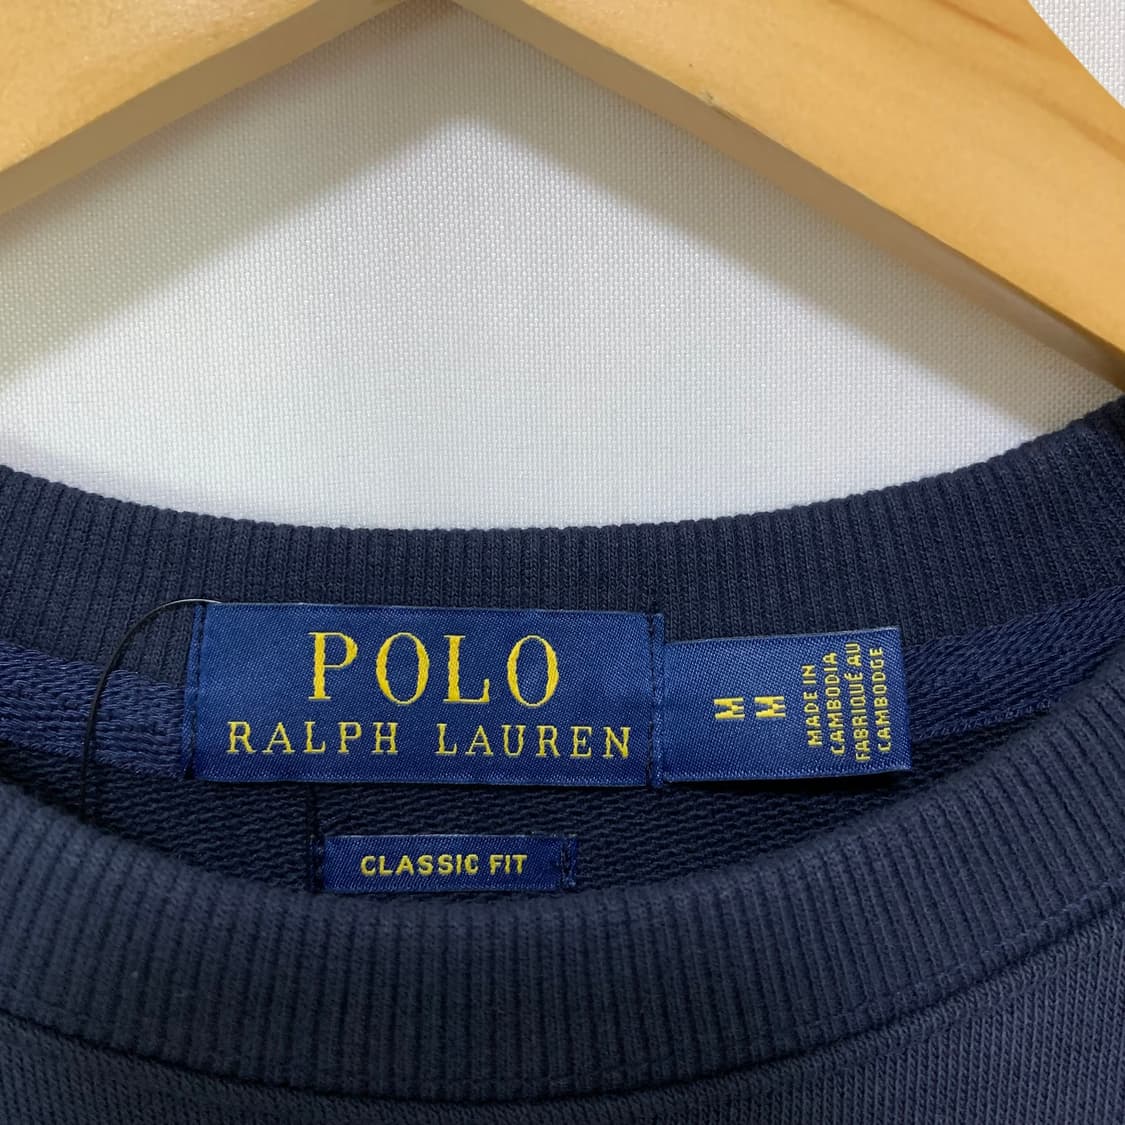 POLO
RALPH LAUREN
M
M
MADE IN
CAMBODIA
FABRIQUÉ AU
CAMBODGE
CLASSIC FIT